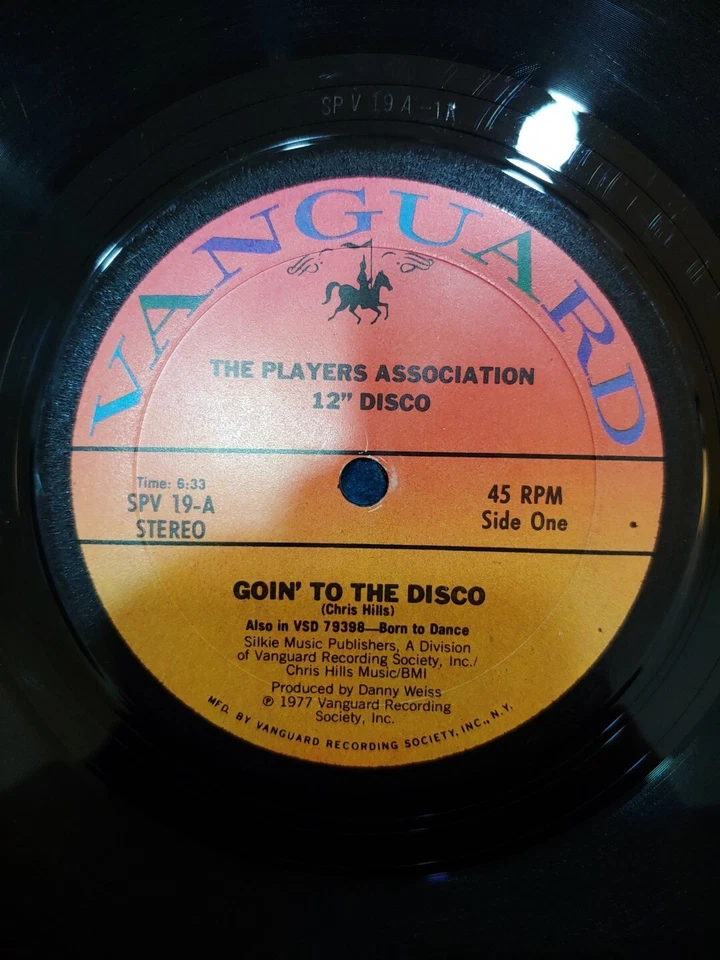 SPV 19A-1A
VANGUARD
THE PLAYERS ASSOCIATION
12" DISCO
Time: 6:33
SPV 19-A
STEREO
45 RPM
Side One
GOIN' TO THE DISCO
(Chris Hills)
Also in VSD 79398—Born to Dance
Silkie Music Publishers, A Division
of Vanguard Recording Society, Inc./
Chris Hills Music/BMI
Produced by Danny Weiss
℗ 1977 Vanguard Recording
Society, Inc.
MFD. BY VANGUARD RECORDING SOCIETY, INC., N.Y.